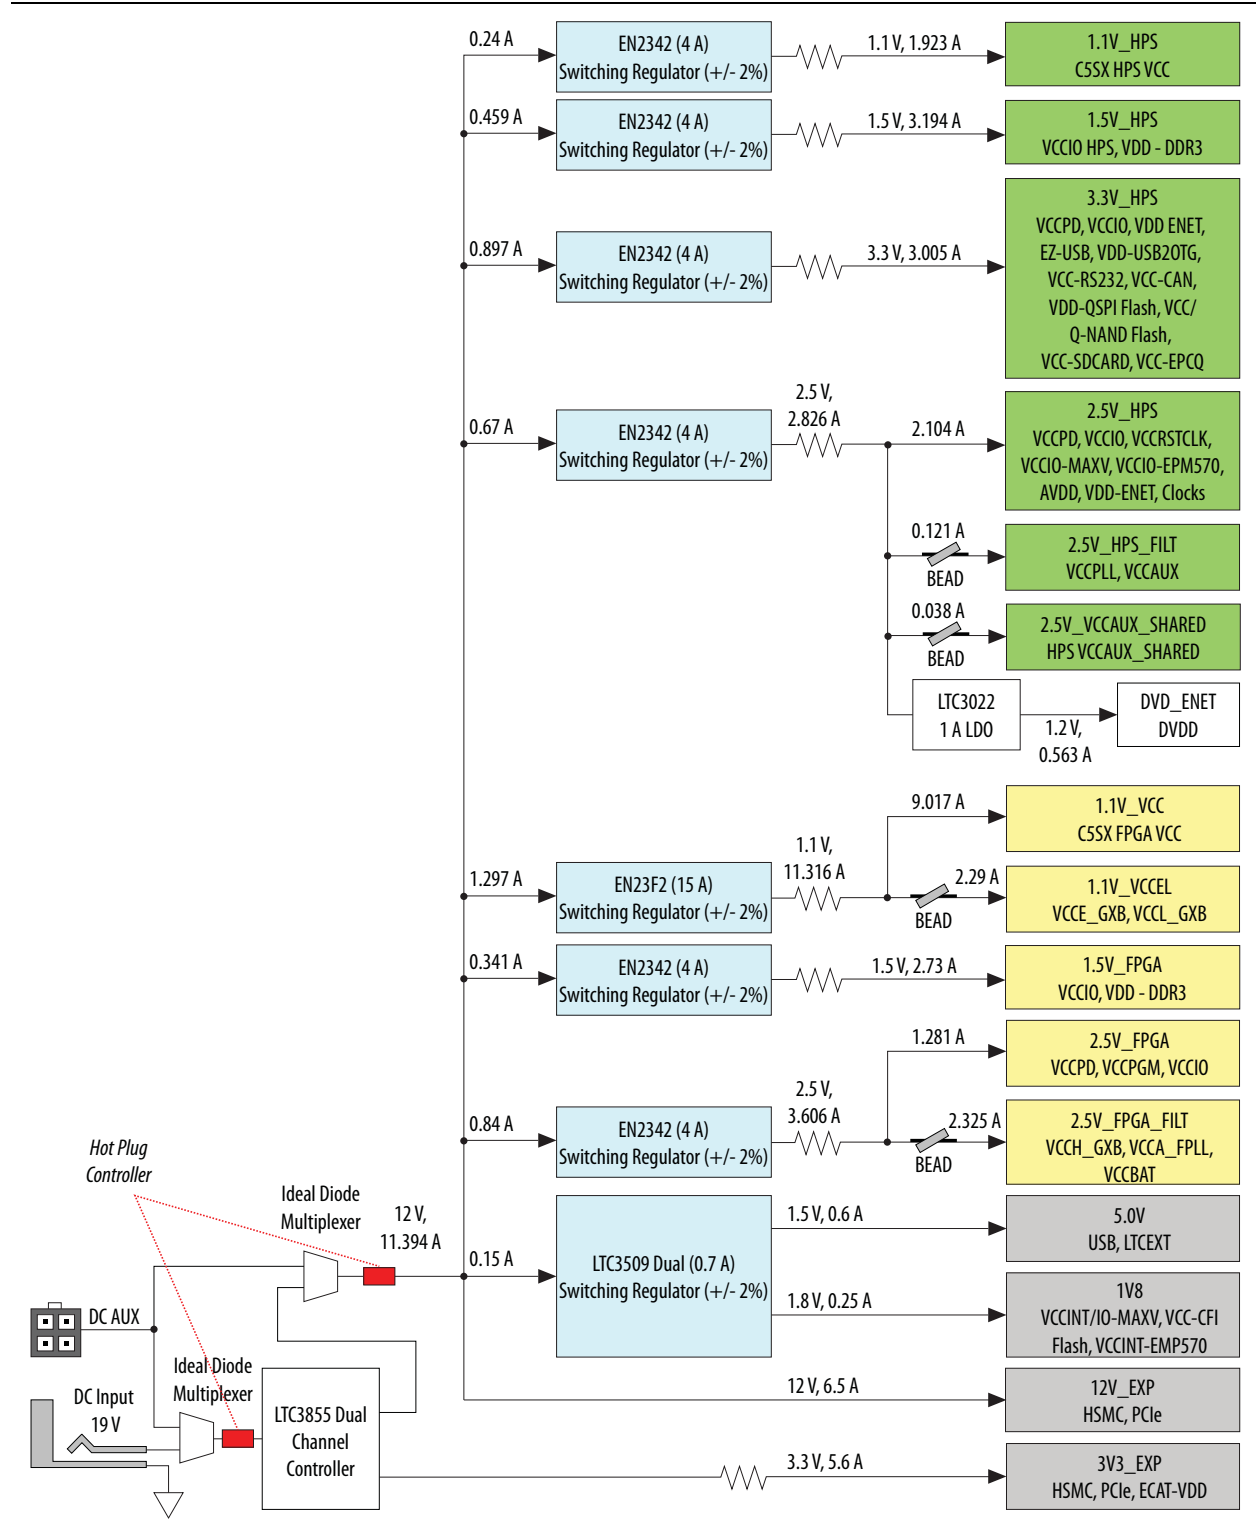 0.24 A
EN2342 (4 A)
Switching Regulator (+/- 2%)
1.1 V, 1.923 A
1.1V_HPS
C5SX HPS VCC
0.459 A
EN2342 (4 A)
Switching Regulator (+/- 2%)
1.5 V, 3.194 A
1.5V_HPS
VCCIO HPS, VDD - DDR3
0.897 A
EN2342 (4 A)
Switching Regulator (+/- 2%)
3.3 V, 3.005 A
3.3V_HPS
VCCPD, VCCIO, VDD ENET,
EZ-USB, VDD-USB2OTG,
VCC-RS232, VCC-CAN,
VDD-QSPI Flash, VCC/
Q-NAND Flash,
VCC-SDCARD, VCC-EPCQ
0.67 A
EN2342 (4 A)
Switching Regulator (+/- 2%)
2.5 V,
2.826 A
2.104 A
2.5V_HPS
VCCPD, VCCIO, VCCRSTCLK,
VCCIO-MAXV, VCCIO-EPM570,
AVDD, VDD-ENET, Clocks
0.121 A
BEAD
2.5V_HPS_FILT
VCCPLL, VCCAUX
0.038 A
BEAD
2.5V_VCCAUX_SHARED
HPS VCCAUX_SHARED
LTC3022
1 A LDO
1.2 V,
0.563 A
DVD_ENET
DVDD
9.017 A
1.1V_VCC
C5SX FPGA VCC
1.297 A
EN23F2 (15 A)
Switching Regulator (+/- 2%)
1.1 V,
11.316 A
2.29 A
BEAD
1.1V_VCCEL
VCCE_GXB, VCCL_GXB
0.341 A
EN2342 (4 A)
Switching Regulator (+/- 2%)
1.5 V, 2.73 A
1.5V_FPGA
VCCIO, VDD - DDR3
1.281 A
2.5V_FPGA
VCCPD, VCCPGM, VCCIO
0.84 A
EN2342 (4 A)
Switching Regulator (+/- 2%)
2.5 V,
3.606 A
2.325 A
BEAD
2.5V_FPGA_FILT
VCCH_GXB, VCCA_FPLL,
VCCBAT
Hot Plug
Controller
Ideal Diode
Multiplexer
12 V,
11.394 A
0.15 A
LTC3509 Dual (0.7 A)
Switching Regulator (+/- 2%)
1.5 V, 0.6 A
5.0V
USB, LTCEXT
1.8 V, 0.25 A
1V8
VCCINT/IO-MAXV, VCC-CFI
Flash, VCCINT-EMP570
DC AUX
Ideal Diode
Multiplexer
DC Input
19 V
LTC3855 Dual
Channel
Controller
12 V, 6.5 A
12V_EXP
HSMC, PCIe
3.3 V, 5.6 A
3V3_EXP
HSMC, PCIe, ECAT-VDD